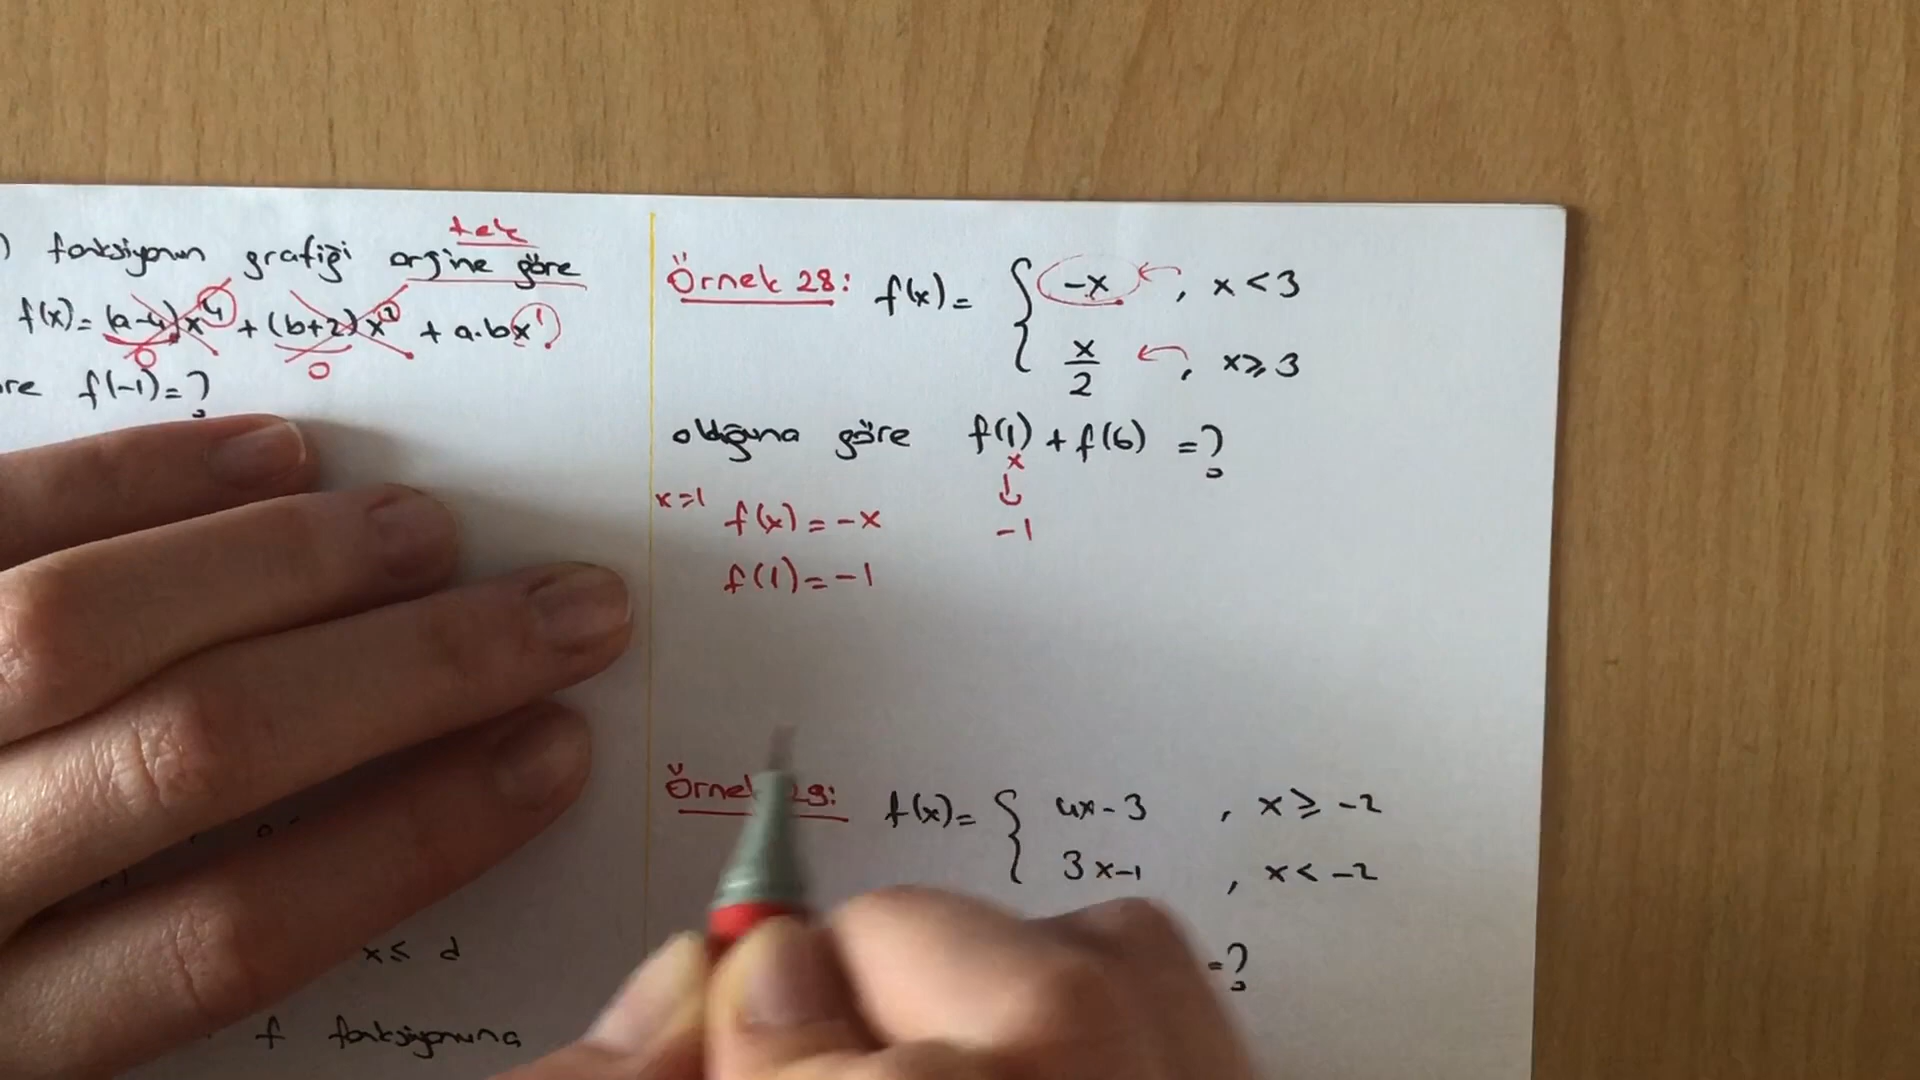 tek
) fonksiyonun grafiği orjine göre
f(x)= (a-4)x⁴ + (b+2)x² + a.bx¹
0
0
re f(-1)=?
x ≤ d
f fonksiyonuna
Örnek 28: f(x)= { -x , x < 3
x/2 , x ≥ 3
olduğuna göre f(1) + f(6) = ?
x
x=1 f(x) = -x
-1
f(1) = -1
29: f(x)= { 4x-3 , x ≥ -2
3x-1 , x < -2
=?